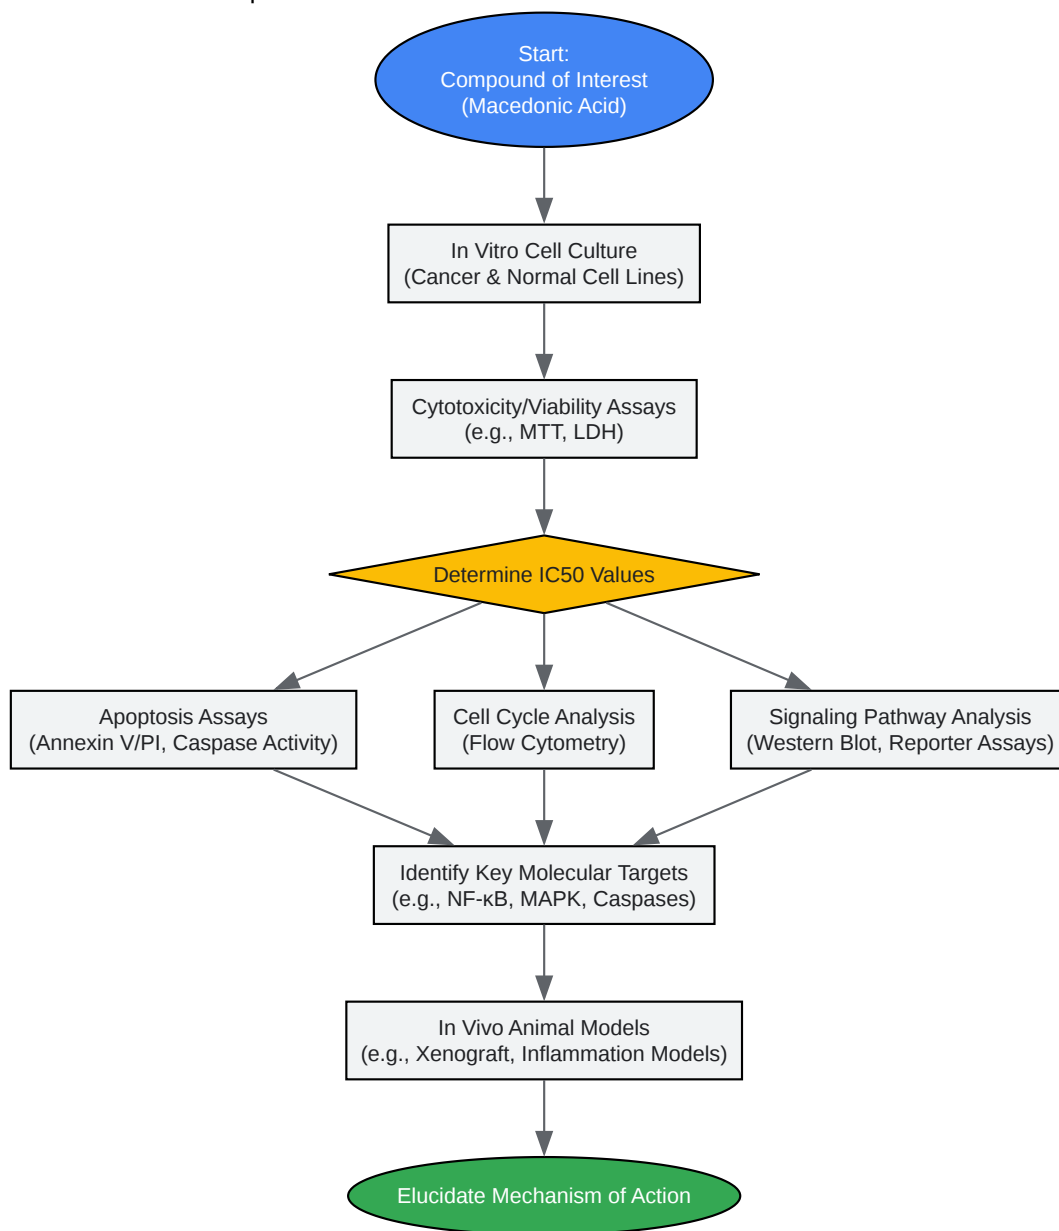 Start:
Compound of Interest
(Macedonic Acid)
In Vitro Cell Culture
(Cancer & Normal Cell Lines)
Cytotoxicity/Viability Assays
(e.g., MTT, LDH)
Determine IC50 Values
Apoptosis Assays
(Annexin V/PI, Caspase Activity)
Cell Cycle Analysis
(Flow Cytometry)
Signaling Pathway Analysis
(Western Blot, Reporter Assays)
Identify Key Molecular Targets
(e.g., NF-κB, MAPK, Caspases)
In Vivo Animal Models
(e.g., Xenograft, Inflammation Models)
Elucidate Mechanism of Action